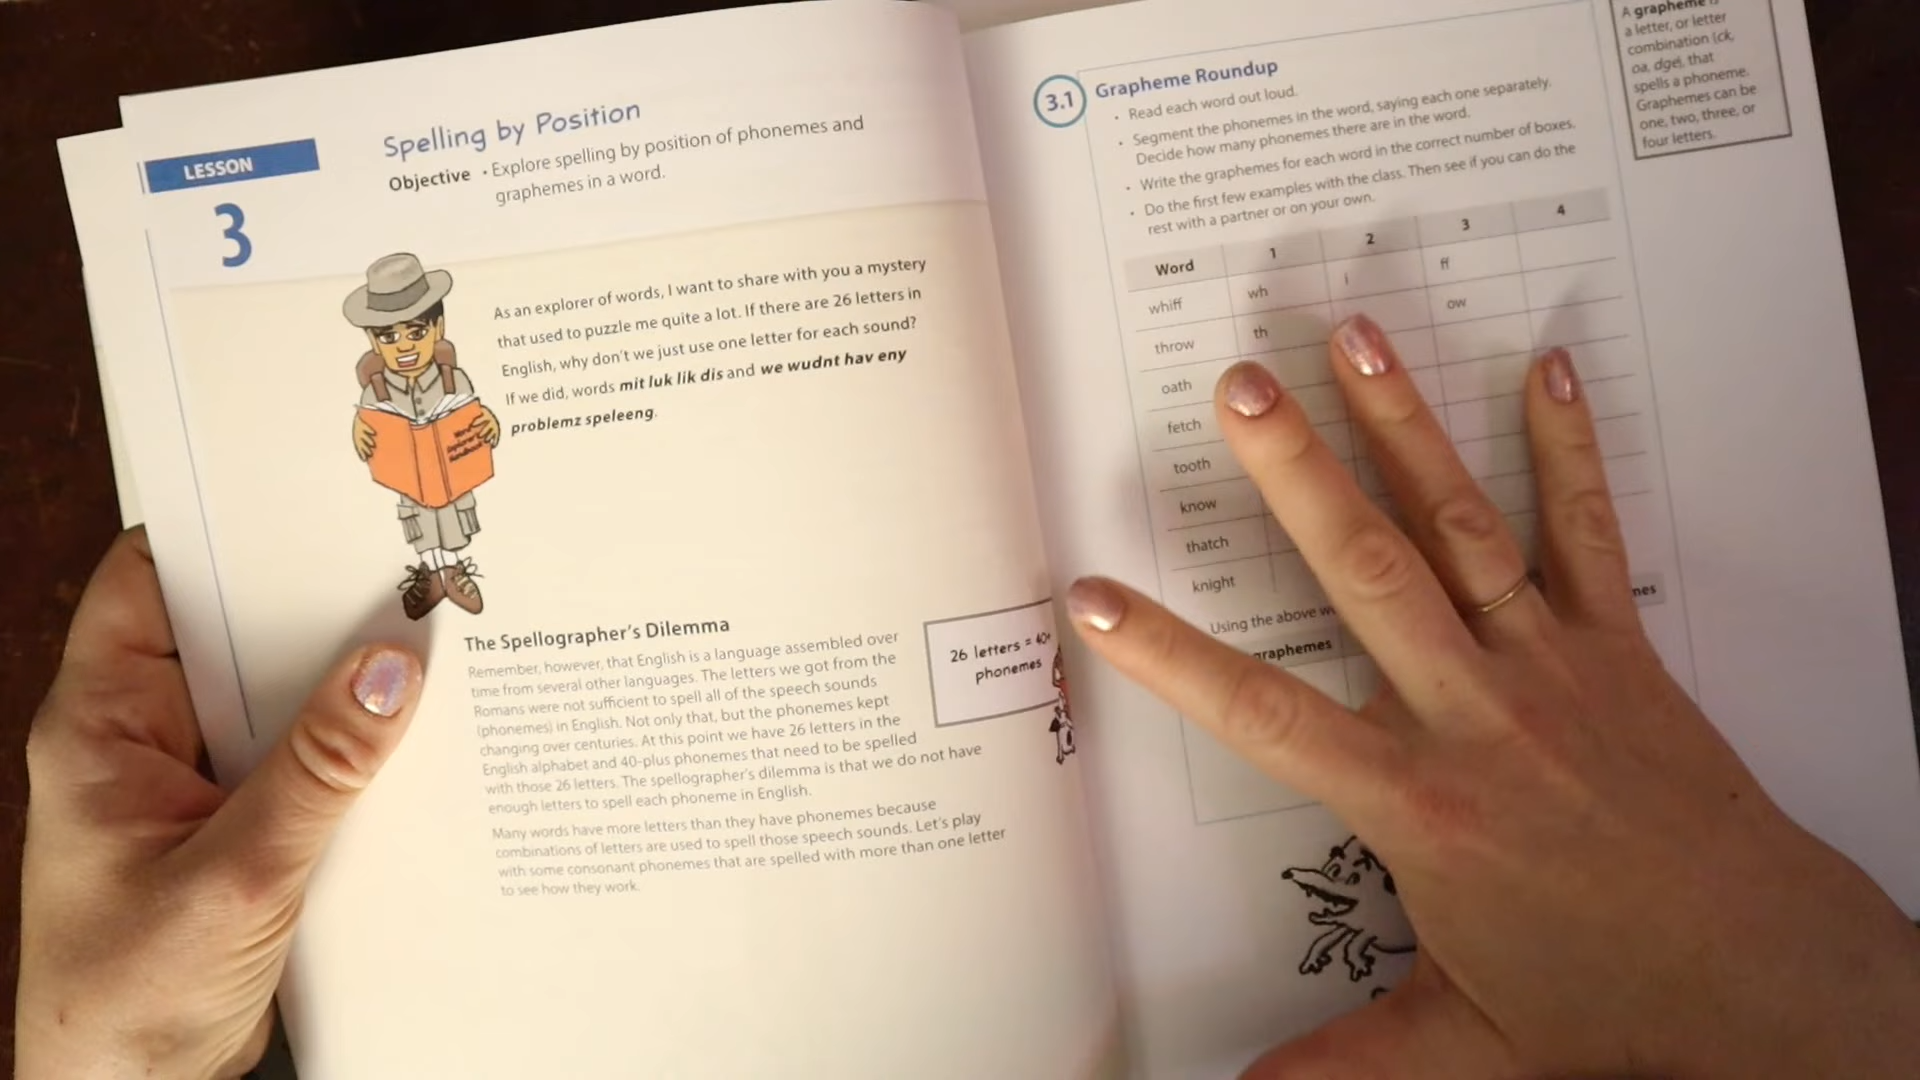 LESSON
3
Spelling by Position
Objective • Explore spelling by position of phonemes and
graphemes in a word.
As an explorer of words, I want to share with you a mystery
that used to puzzle me quite a lot. If there are 26 letters in
English, why don't we just use one letter for each sound?
If we did, words mit luk lik dis and we wudnt hav eny
problemz speleeng.
The Spellographer's Dilemma
Remember, however, that English is a language assembled over
time from several other languages. The letters we got from the
Romans were not sufficient to spell all of the speech sounds
(phonemes) in English. Not only that, but the phonemes kept
changing over centuries. At this point we have 26 letters in the
English alphabet and 40-plus phonemes that need to be spelled
with those 26 letters. The spellographer's dilemma is that we do not have
enough letters to spell each phoneme in English.
Many words have more letters than they have phonemes because
combinations of letters are used to spell those speech sounds. Let's play
with some consonant phonemes that are spelled with more than one letter
to see how they work.
26 letters = 40+
phonemes
3.1 Grapheme Roundup
• Read each word out loud.
• Segment the phonemes in the word, saying each one separately.
Decide how many phonemes there are in the word.
• Write the graphemes for each word in the correct number of boxes.
• Do the first few examples with the class. Then see if you can do the
rest with a partner or on your own.
Word 1 2 3 4
whiff wh i ff
throw th ow
oath
fetch
tooth
know
thatch
knight
Using the above
graphemes
A grapheme is
a letter, or letter
combination (ck,
oa, dge), that
spells a phoneme.
Graphemes can be
one, two, three, or
four letters.